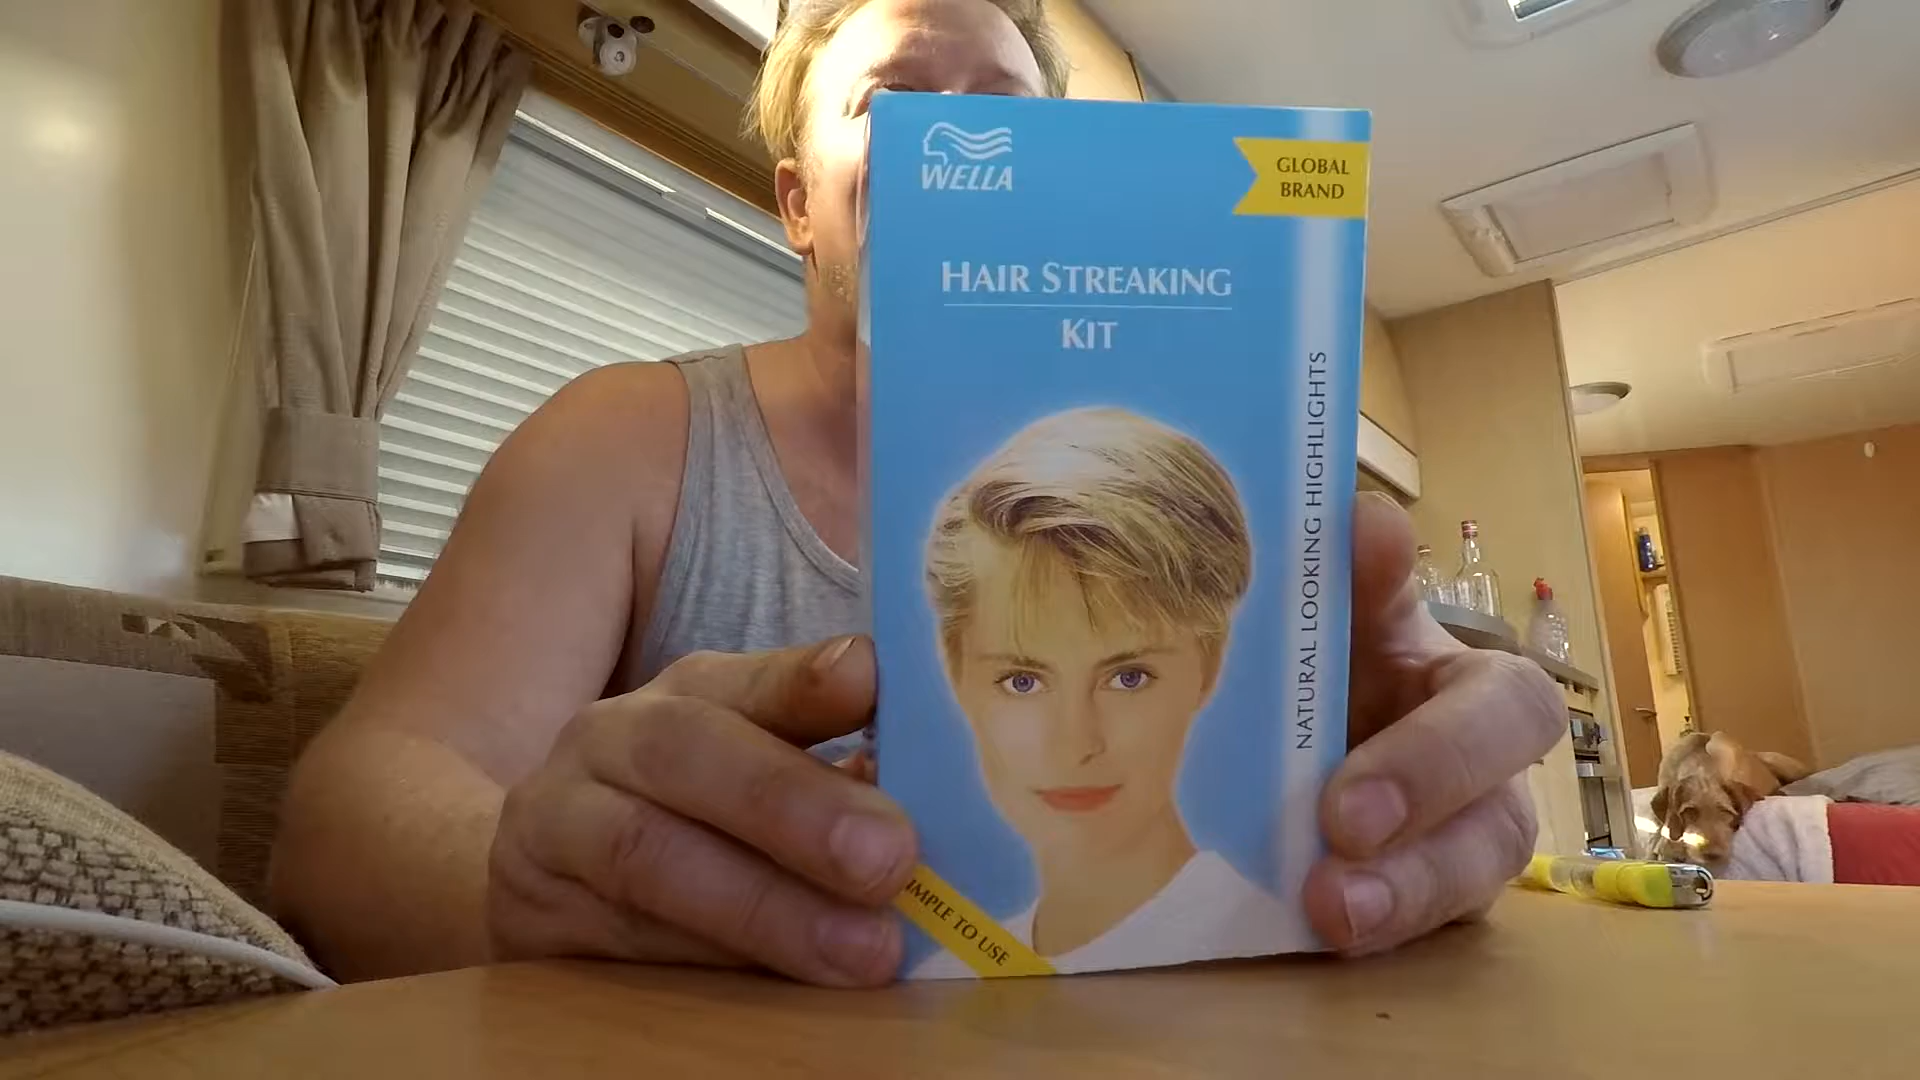 WELLA
GLOBAL
BRAND
HAIR STREAKING
KIT
NATURAL LOOKING HIGHLIGHTS
IMPLE TO USE